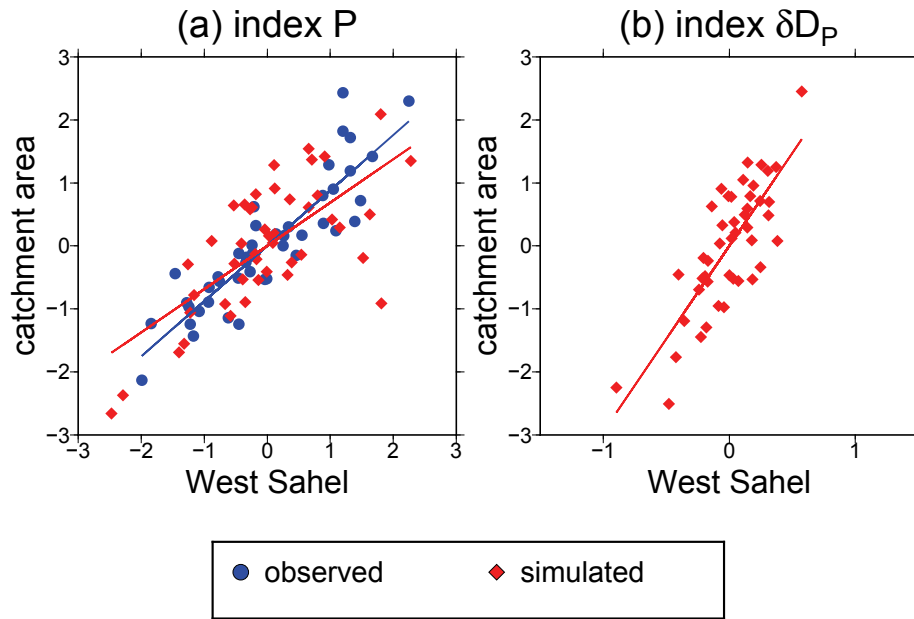 (a) index P
(b) index δD_P
3
2
1
0
−1
−2
−3
catchment area
−3 −2 −1 0 1 2 3
West Sahel
3
2
1
0
−1
−2
−3
catchment area
−1 0 1
West Sahel
observed
simulated